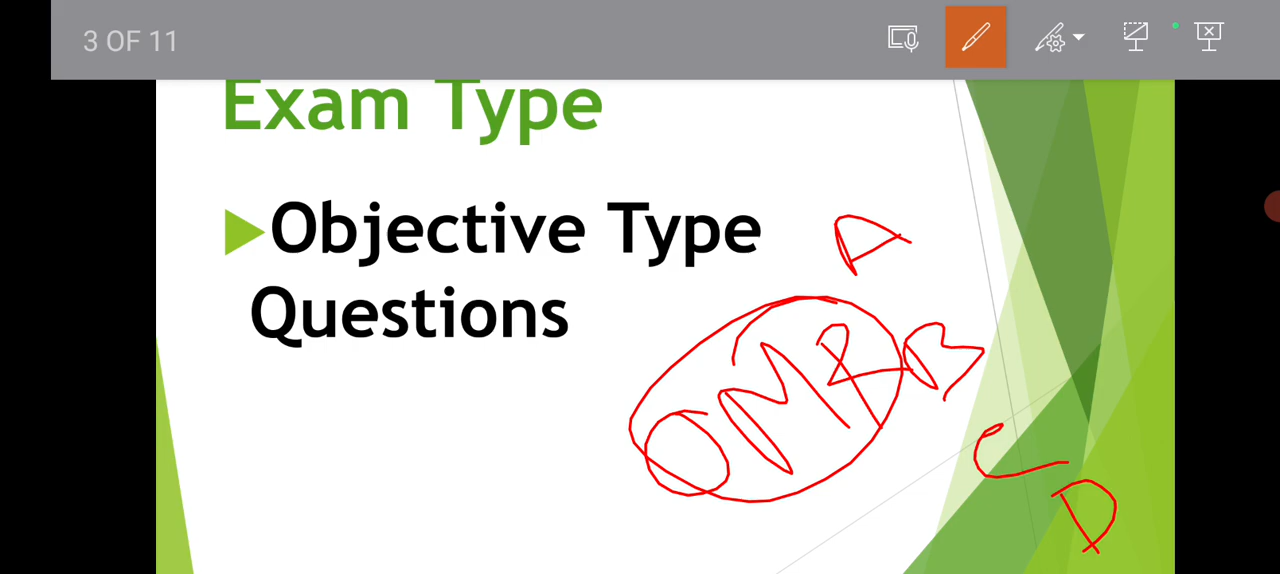 3 OF 11
Exam Type
Objective Type
Questions
A
OMR
B
C
D